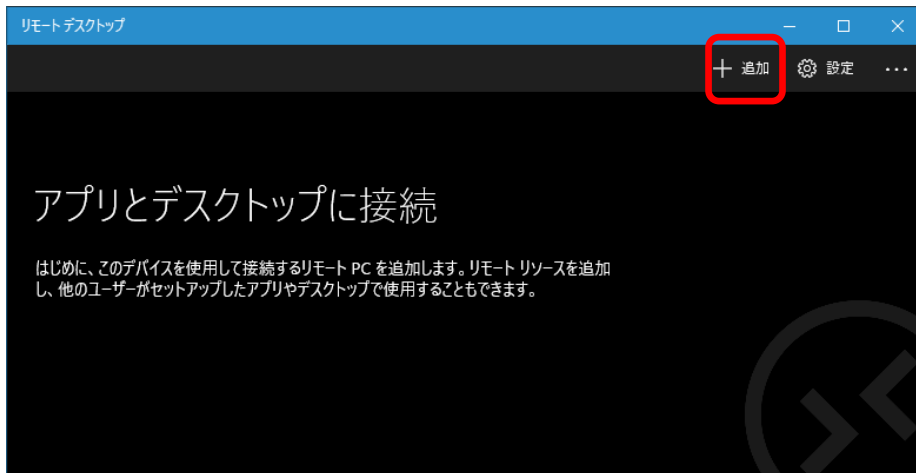 リモート デスクトップ
追加
設定
アプリとデスクトップに接続
はじめに、このデバイスを使用して接続するリモート PC を追加します。リモート リソースを追加
し、他のユーザーがセットアップしたアプリやデスクトップで使用することもできます。